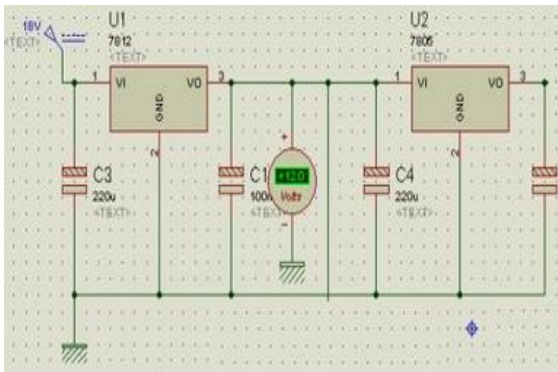 18V
<TEXT>
U1
7812
<TEXT>
1
VI
VO
3
GND
2
C3
220u
<TEXT>
C1
100n
<TEXT>
+
+12.0
Volts
-
U2
7805
<TEXT>
1
VI
VO
3
GND
2
C4
220u
<TEXT>